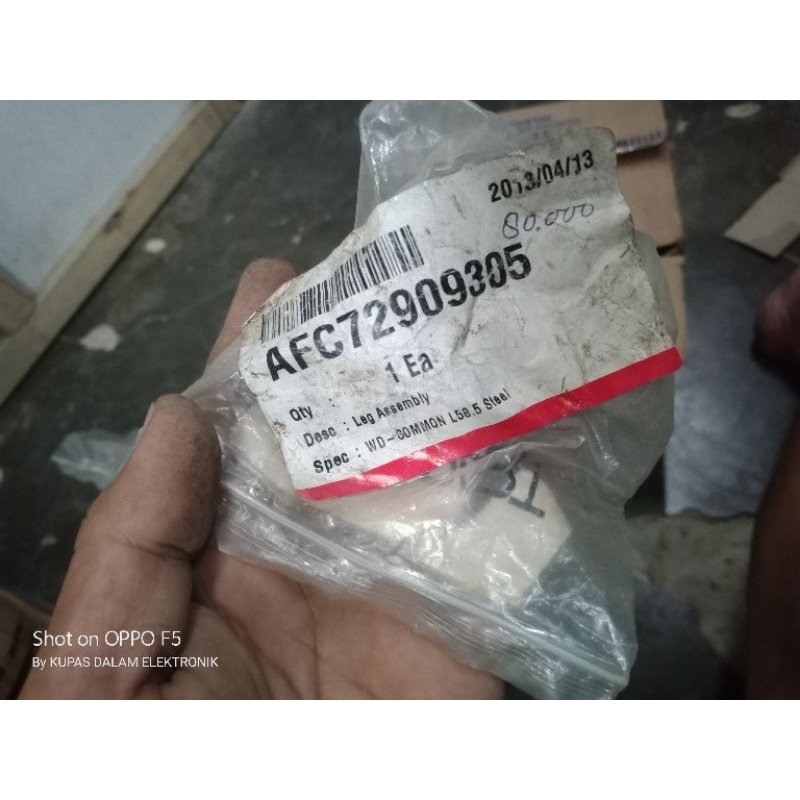 2013/04/13
80.000
AFC72909305
Qty : 1 Ea
Desc : Leg Assembly
Spec : WD-COMMON L58.5 Steel
Shot on OPPO F5
By KUPAS DALAM ELEKTRONIK